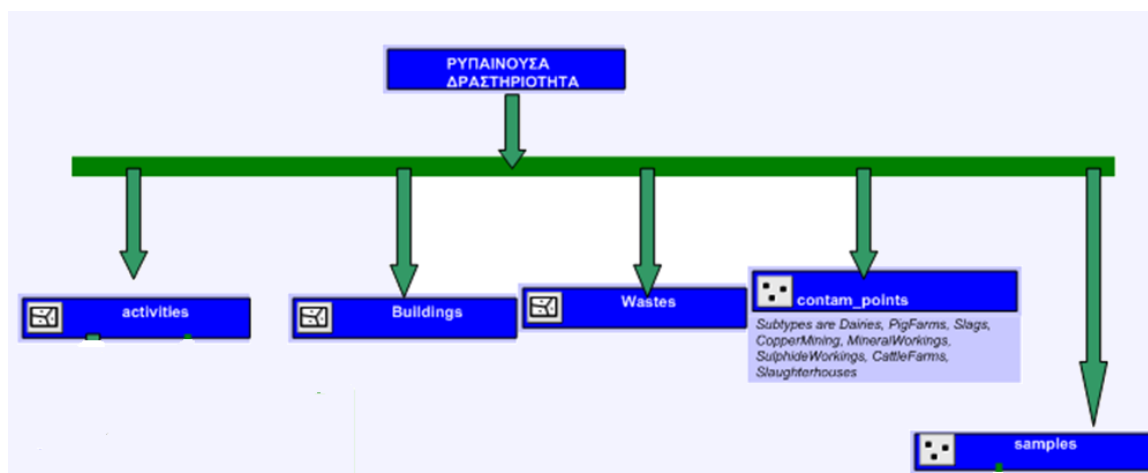 ΡΥΠΑΙΝΟΥΣΑ
ΔΡΑΣΤΗΡΙΟΤΗΤΑ
activities
Buildings
Wastes
contam_points
Subtypes are Dairies, PigFarms, Slags,
CopperMining, MineralWorkings,
SulphideWorkings, CattleFarms,
Slaughterhouses
samples